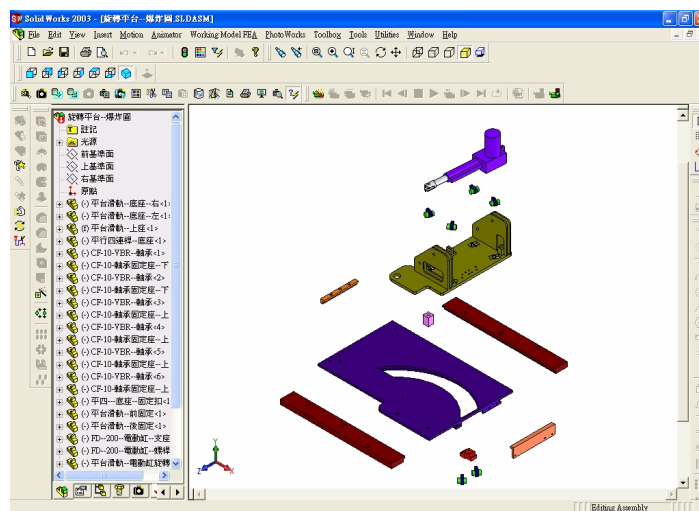 SolidWorks 2003 - [旋轉平台--爆炸圖.SLDASM]
File Edit View Insert Motion Animator Working Model FEA PhotoWorks Toolbox Tools Utilities Window Help
旋轉平台--爆炸圖
註記
光源
前基準面
上基準面
右基準面
原點
(-) 平台滑軌--底座--右<1>
(-) 平台滑軌--底座--左<1>
(f) 平台滑軌--上座<1>
(-) 平行四連桿--底座<1>
(-) CF-10-VBR--軸承<1>
(-) CF-10-軸承固定座--下
(-) CF-10-VBR--軸承<2>
(-) CF-10-軸承固定座--下
(-) CF-10-VBR--軸承<3>
(-) CF-10-軸承固定座--上
(-) CF-10-VBR--軸承<4>
(-) CF-10-軸承固定座--上
(-) CF-10-VBR--軸承<5>
(-) CF-10-軸承固定座--上
(-) CF-10-VBR--軸承<6>
(-) CF-10-軸承固定座--上
(-) 平四---底座--固定扣<1
(-) 平台滑軌--前固定<1>
(-) 平台滑軌--後固定<1>
(-) FD--200--電動缸--支座
(-) FD--200--電動缸--螺桿
(-) 平台滑軌--電動缸旋轉
Y
Z X
Editing Assembly